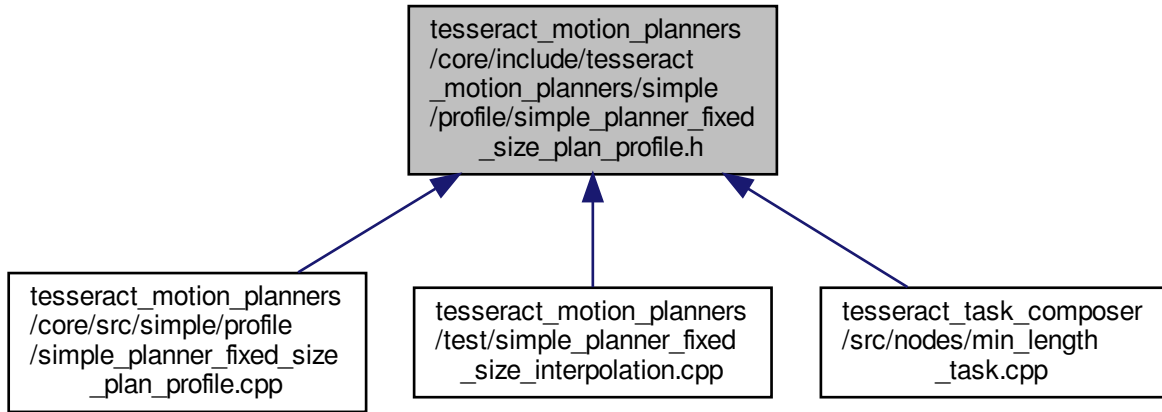 tesseract_motion_planners
/core/include/tesseract
_motion_planners/simple
/profile/simple_planner_fixed
_size_plan_profile.h
tesseract_motion_planners
/core/src/simple/profile
/simple_planner_fixed_size
_plan_profile.cpp
tesseract_motion_planners
/test/simple_planner_fixed
_size_interpolation.cpp
tesseract_task_composer
/src/nodes/min_length
_task.cpp